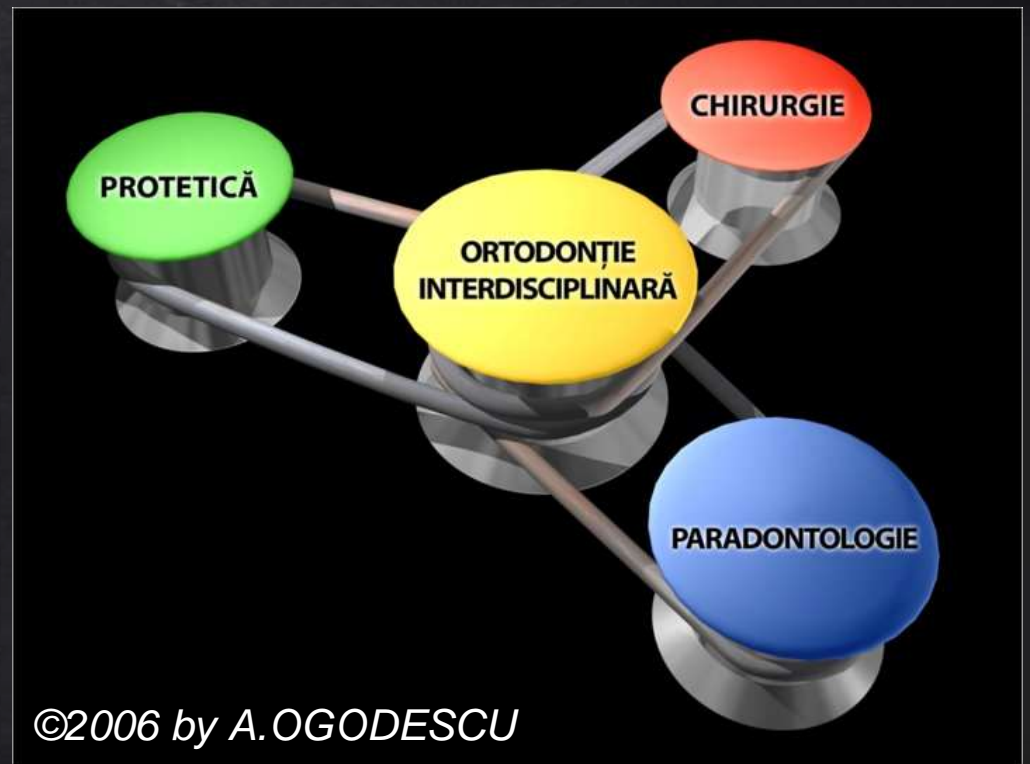 CHIRURGIE
PROTETICĂ
ORTODONȚIE
INTERDISCIPLINARĂ
PARADONTOLOGIE
©2006 by A.OGODESCU